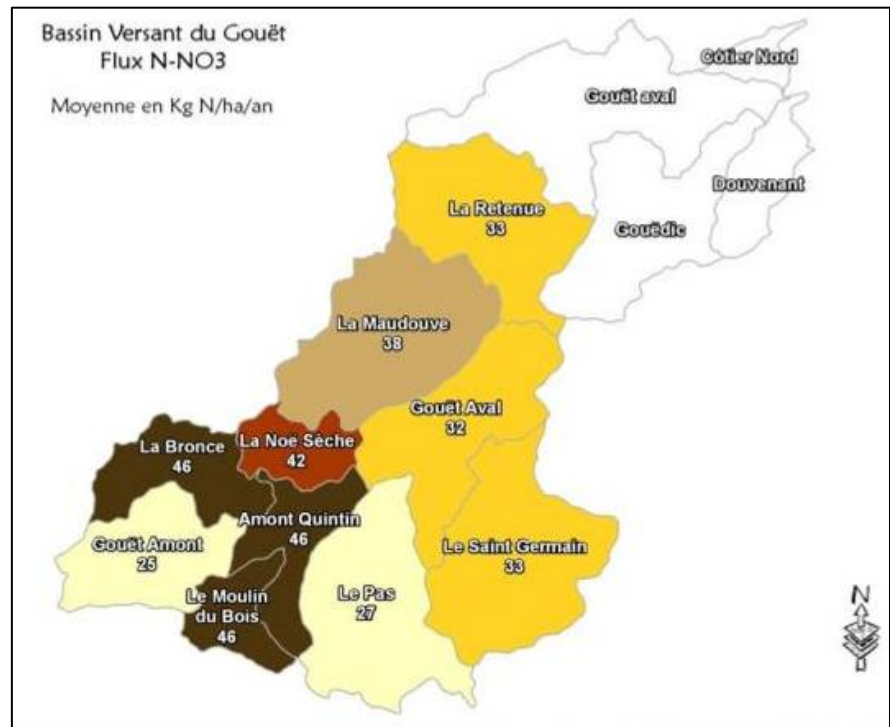 Bassin Versant du Gouët
Flux N-NO3
Moyenne en Kg N/ha/an
Côtier Nord
Gouët aval
Douvenant
Gouëdic
La Retenue
33
La Maudouve
38
Gouët Aval
32
La Noë Sèche
42
La Bronce
46
Amont Quintin
46
Gouët Amont
25
Le Saint Germain
33
Le Moulin
du Bois
46
Le Pas
27
N